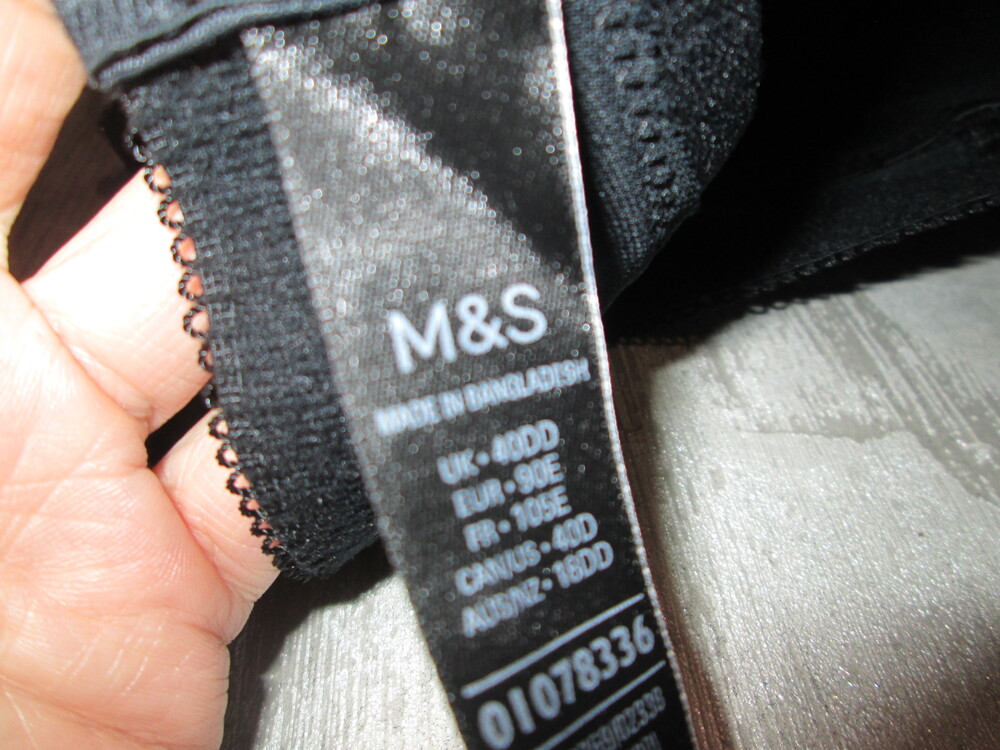 M&S
MADE IN BANGLADESH
UK • 40DD
EUR • 90E
FR • 105E
CAN/US • 40D
AUS/NZ • 18DD
01078336